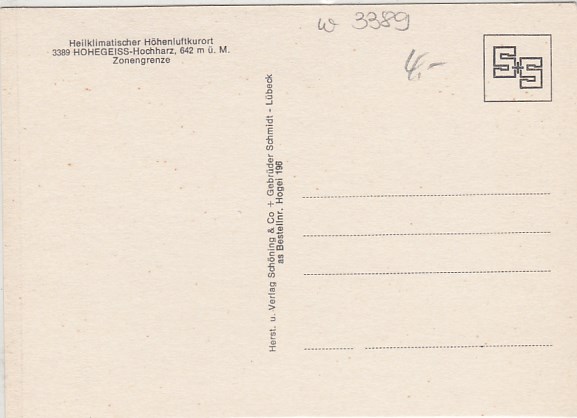 w 3389
Heilklimatischer Höhenluftkurort
3389 HOHEGEISS-Hochharz, 642 m ü. M.
Zonengrenze
4,-
S+S
Herst. u. Verlag Schöning & Co + Gebrüder Schmidt - Lübeck
as Bestellnr. Hogei 196